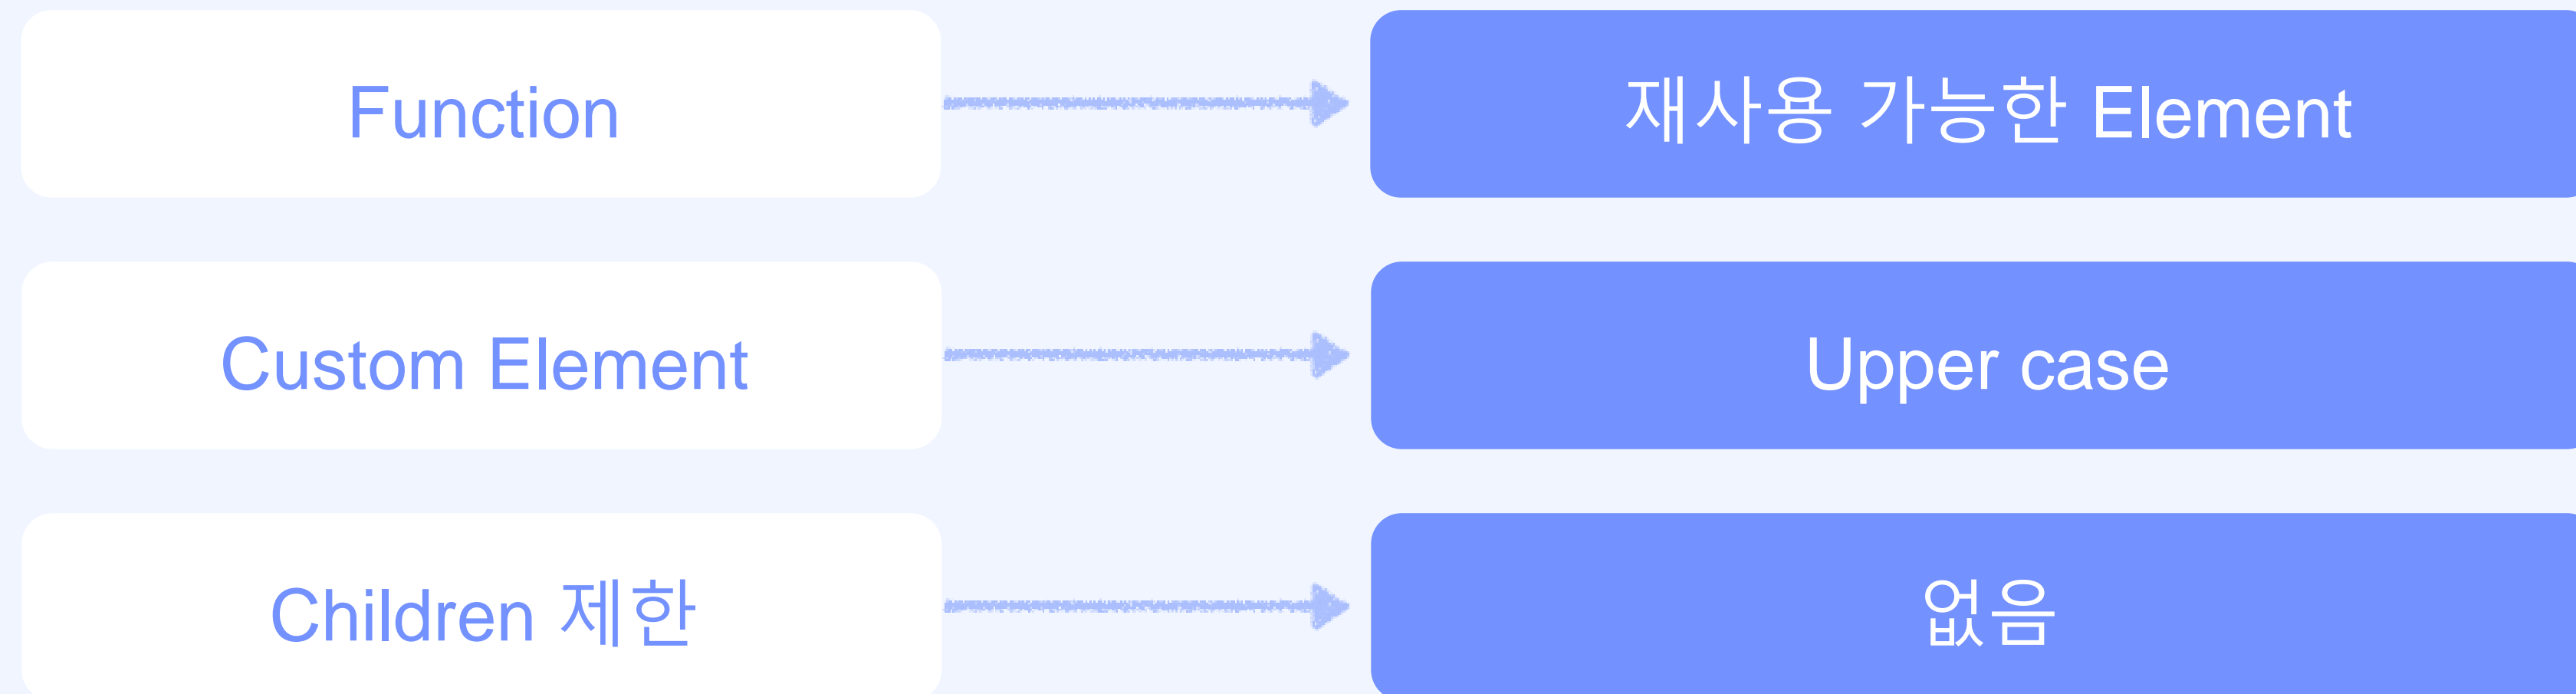 Function
재사용 가능한 Element
Custom Element
Upper case
Children 제한
없음